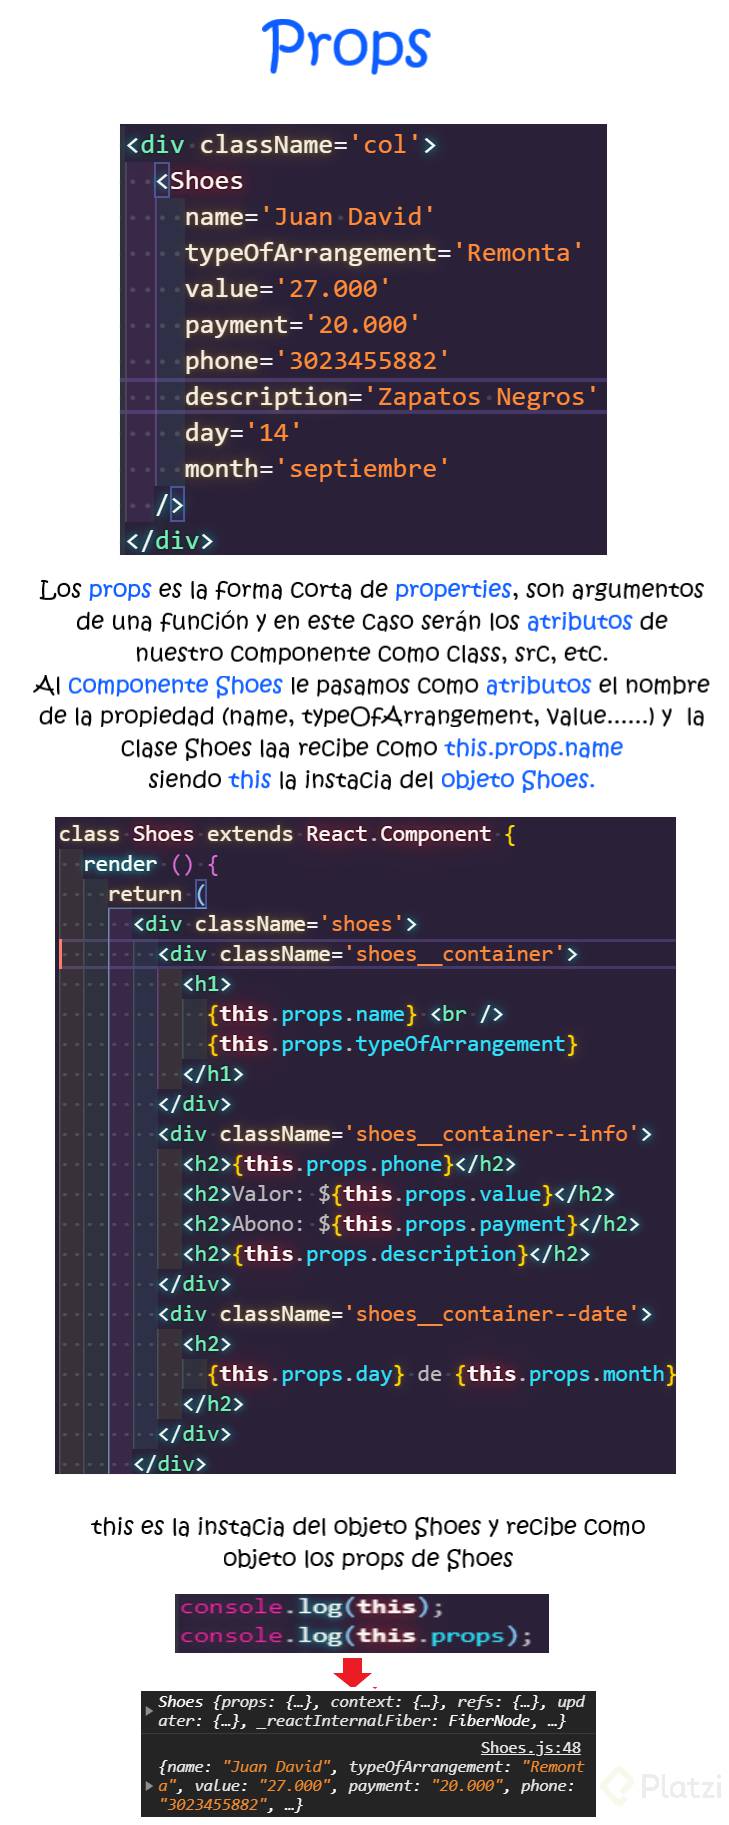 Props
<div className='col'>
<Shoes
name='Juan David'
typeOfArrangement='Remonta'
value='27.000'
payment='20.000'
phone='3023455882'
description='Zapatos Negros'
day='14'
month='septiembre'
/>
</div>
Los props es la forma corta de properties, son argumentos
de una función y en este caso serán los atributos de
nuestro componente como class, src, etc.
Al componente Shoes le pasamos como atributos el nombre
de la propiedad (name, typeOfArrangement, value......) y la
clase Shoes laa recibe como this.props.name
siendo this la instacia del objeto Shoes.
class Shoes extends React.Component {
render () {
return (
<div className='shoes'>
<div className='shoes__container'>
<h1>
{this.props.name} <br />
{this.props.typeOfArrangement}
</h1>
</div>
<div className='shoes__container--info'>
<h2>{this.props.phone}</h2>
<h2>Valor: ${this.props.value}</h2>
<h2>Abono: ${this.props.payment}</h2>
<h2>{this.props.description}</h2>
</div>
<div className='shoes__container--date'>
<h2>
{this.props.day} de {this.props.month}
</h2>
</div>
</div>
this es la instacia del objeto Shoes y recibe como
objeto los props de Shoes
console.log(this);
console.log(this.props);
Shoes {props: {…}, context: {…}, refs: {…}, upd
ater: {…}, _reactInternalFiber: FiberNode, …}
Shoes.js:48
{name: "Juan David", typeOfArrangement: "Remont
a", value: "27.000", payment: "20.000", phone:
"3023455882", …}
Platzi